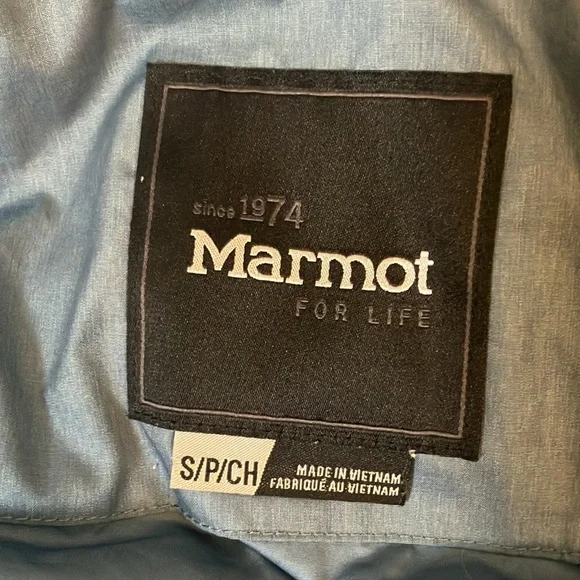 since 1974
Marmot
FOR LIFE
S/P/CH
MADE IN VIETNAM
FABRIQUÉ AU VIETNAM